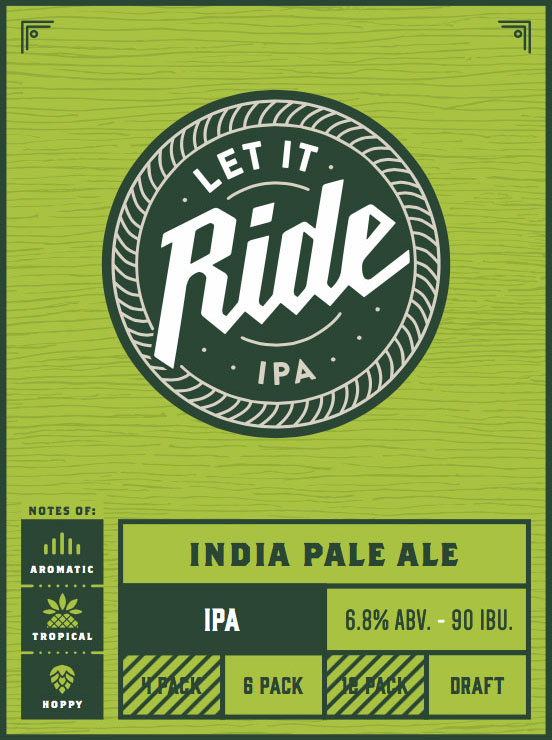 LET IT
Ride
IPA
NOTES OF:
AROMATIC
TROPICAL
HOPPY
INDIA PALE ALE
IPA
6.8% ABV. - 90 IBU.
4 PACK
6 PACK
12 PACK
DRAFT